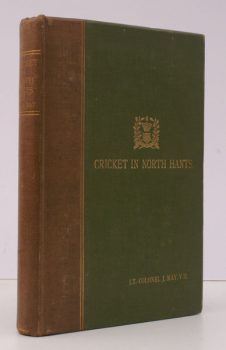 CRICKET IN NORTH HANTS.
LT. COLONEL J. MAY, V.D.